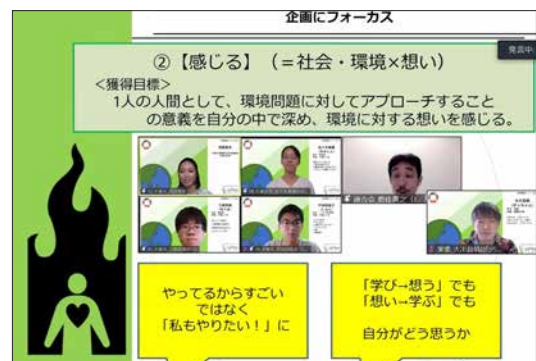 企画にフォーカス
発言中
②【感じる】（＝社会・環境×想い）
＜獲得目標＞
1人の人間として、環境問題に対してアプローチすること
の意義を自分の中で深め、環境に対する想いを感じる。
やってるからすごい
ではなく
「私もやりたい！」に
「学び→想う」でも
「想い→学ぶ」でも
自分がどう思うか